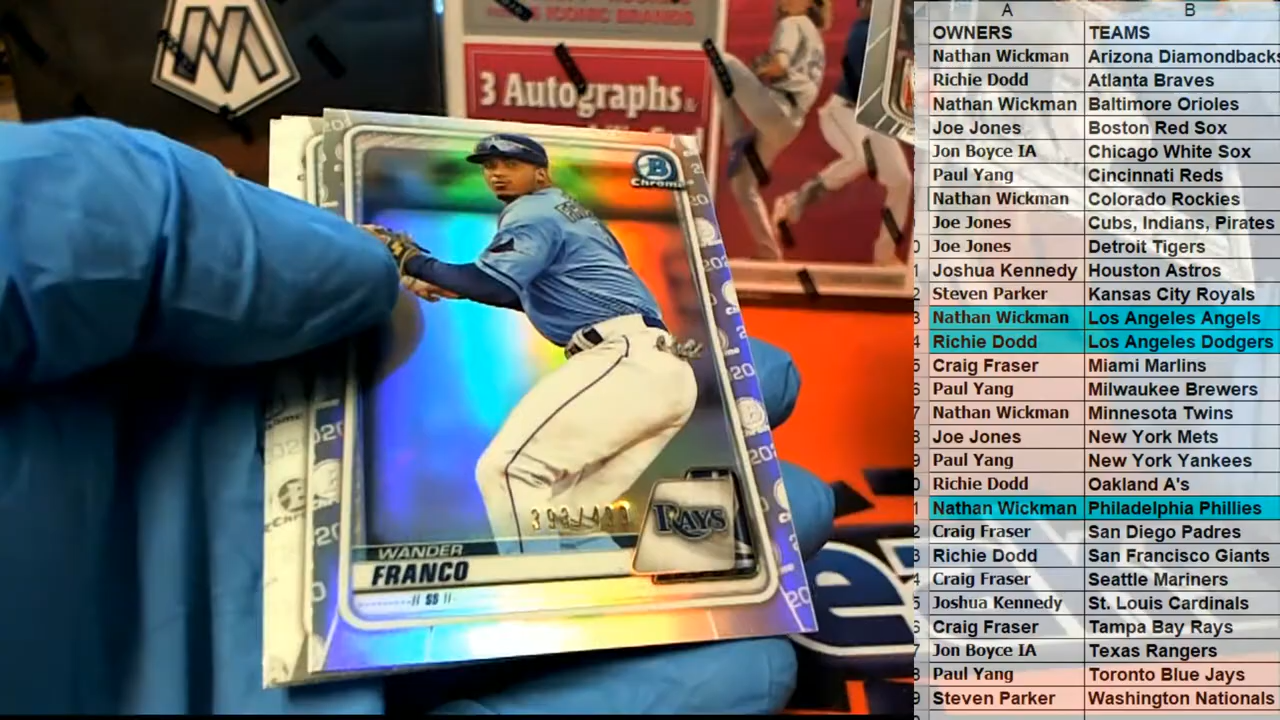 ICONIC BRANDS
3 Autographs &
B
Chrome
WANDER
FRANCO
SS
RAYS
A B
OWNERS TEAMS
Nathan Wickman Arizona Diamondbacks
Richie Dodd Atlanta Braves
Nathan Wickman Baltimore Orioles
Joe Jones Boston Red Sox
Jon Boyce IA Chicago White Sox
Paul Yang Cincinnati Reds
Nathan Wickman Colorado Rockies
Joe Jones Cubs, Indians, Pirates
Joe Jones Detroit Tigers
Joshua Kennedy Houston Astros
Steven Parker Kansas City Royals
Nathan Wickman Los Angeles Angels
Richie Dodd Los Angeles Dodgers
Craig Fraser Miami Marlins
Paul Yang Milwaukee Brewers
Nathan Wickman Minnesota Twins
Joe Jones New York Mets
Paul Yang New York Yankees
Richie Dodd Oakland A's
Nathan Wickman Philadelphia Phillies
Craig Fraser San Diego Padres
Richie Dodd San Francisco Giants
Craig Fraser Seattle Mariners
Joshua Kennedy St. Louis Cardinals
Craig Fraser Tampa Bay Rays
Jon Boyce IA Texas Rangers
Paul Yang Toronto Blue Jays
Steven Parker Washington Nationals